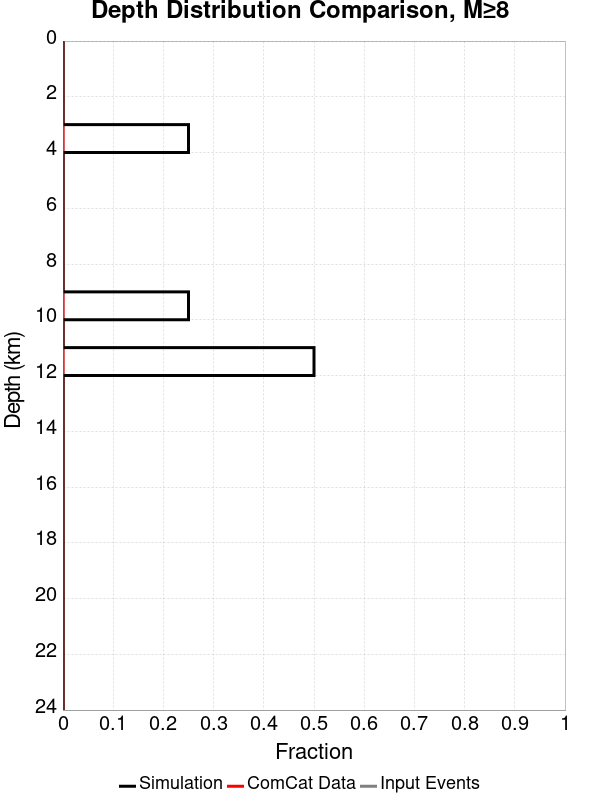 Depth Distribution Comparison, M≥8
0
2
4
6
8
10
12
14
16
18
20
22
24
Depth (km)
0 0.1 0.2 0.3 0.4 0.5 0.6 0.7 0.8 0.9 1
Fraction
Simulation ComCat Data Input Events